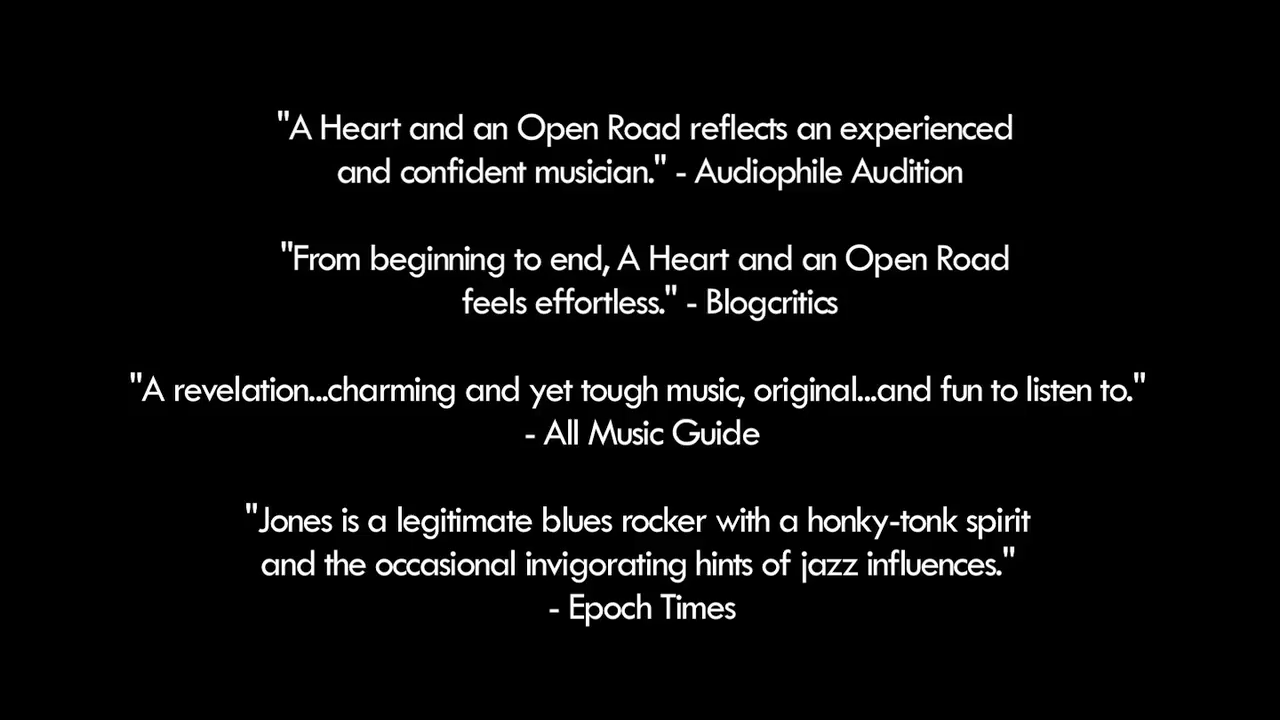 "A Heart and an Open Road reflects an experienced
and confident musician." - Audiophile Audition
"From beginning to end, A Heart and an Open Road
feels effortless." - Blogcritics
"A revelation...charming and yet tough music, original...and fun to listen to."
- All Music Guide
"Jones is a legitimate blues rocker with a honky-tonk spirit
and the occasional invigorating hints of jazz influences."
- Epoch Times